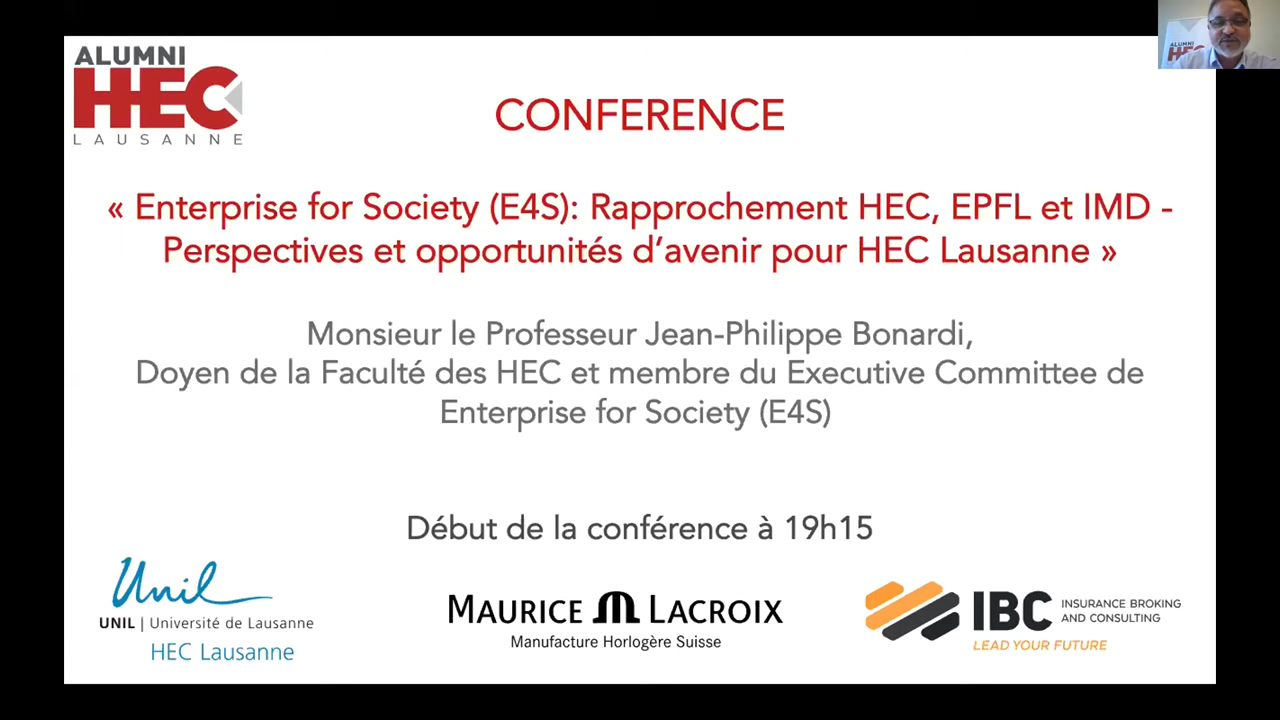 ALUMNI
HEC
LAUSANNE
CONFERENCE
« Enterprise for Society (E4S): Rapprochement HEC, EPFL et IMD -
Perspectives et opportunités d’avenir pour HEC Lausanne »
Monsieur le Professeur Jean-Philippe Bonardi,
Doyen de la Faculté des HEC et membre du Executive Committee de
Enterprise for Society (E4S)
Début de la conférence à 19h15
Unil
UNIL | Université de Lausanne
HEC Lausanne
MAURICE LACROIX
Manufacture Horlogère Suisse
IBC
INSURANCE BROKING
AND CONSULTING
LEAD YOUR FUTURE
ALUMNI
HEC